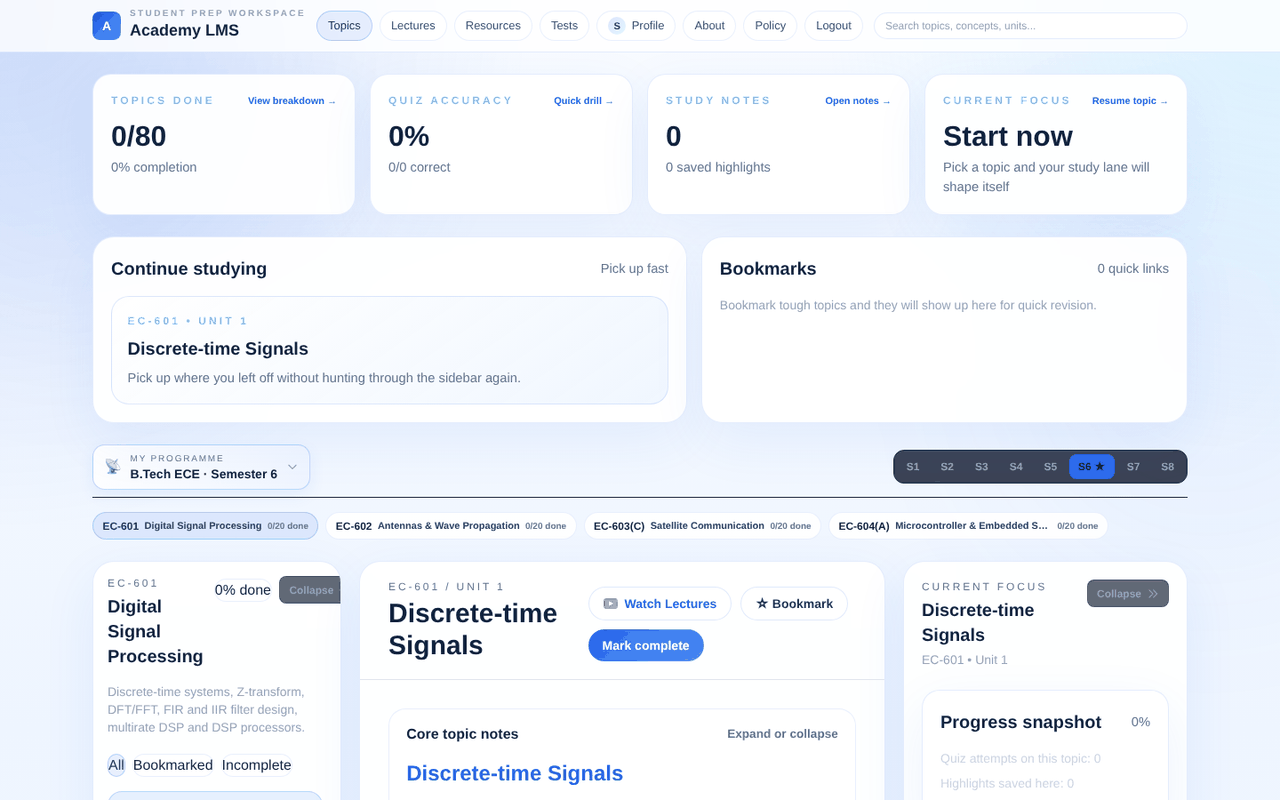 A
STUDENT PREP WORKSPACE
Academy LMS
Topics
Lectures
Resources
Tests
S Profile
About
Policy
Logout
Search topics, concepts, units...
TOPICS DONE
View breakdown →
0/80
0% completion
QUIZ ACCURACY
Quick drill →
0%
0/0 correct
STUDY NOTES
Open notes →
0
0 saved highlights
CURRENT FOCUS
Resume topic →
Start now
Pick a topic and your study lane will
shape itself
Continue studying
Pick up fast
EC-601 • UNIT 1
Discrete-time Signals
Pick up where you left off without hunting through the sidebar again.
Bookmarks
0 quick links
Bookmark tough topics and they will show up here for quick revision.
MY PROGRAMME
B.Tech ECE · Semester 6
S1 S2 S3 S4 S5 S6 ★ S7 S8
EC-601 Digital Signal Processing 0/20 done
EC-602 Antennas & Wave Propagation 0/20 done
EC-603(C) Satellite Communication 0/20 done
EC-604(A) Microcontroller & Embedded S... 0/20 done
EC-601
Digital
Signal
Processing
0% done
Collapse
Discrete-time systems, Z-transform,
DFT/FFT, FIR and IIR filter design,
multirate DSP and DSP processors.
All Bookmarked Incomplete
EC-601 / UNIT 1
Discrete-time
Signals
Watch Lectures
☆ Bookmark
Mark complete
Core topic notes
Expand or collapse
Discrete-time Signals
CURRENT FOCUS
Discrete-time
Signals
EC-601 • Unit 1
Collapse
Progress snapshot
0%
Quiz attempts on this topic: 0
Highlights saved here: 0